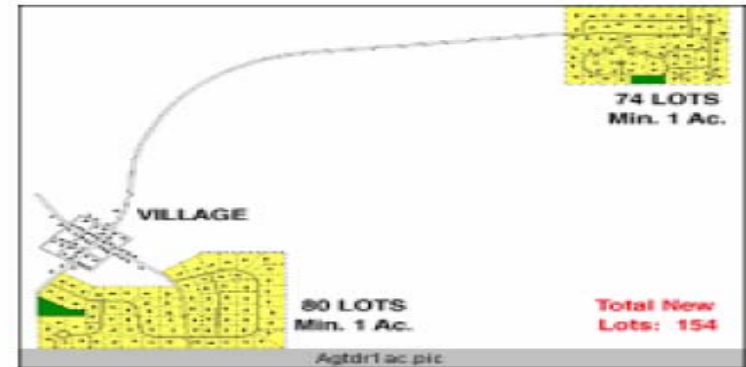 74 LOTS
Min. 1 Ac.
VILLAGE
80 LOTS
Min. 1 Ac.
Total New
Lots: 154
Agtdr1ac.pic